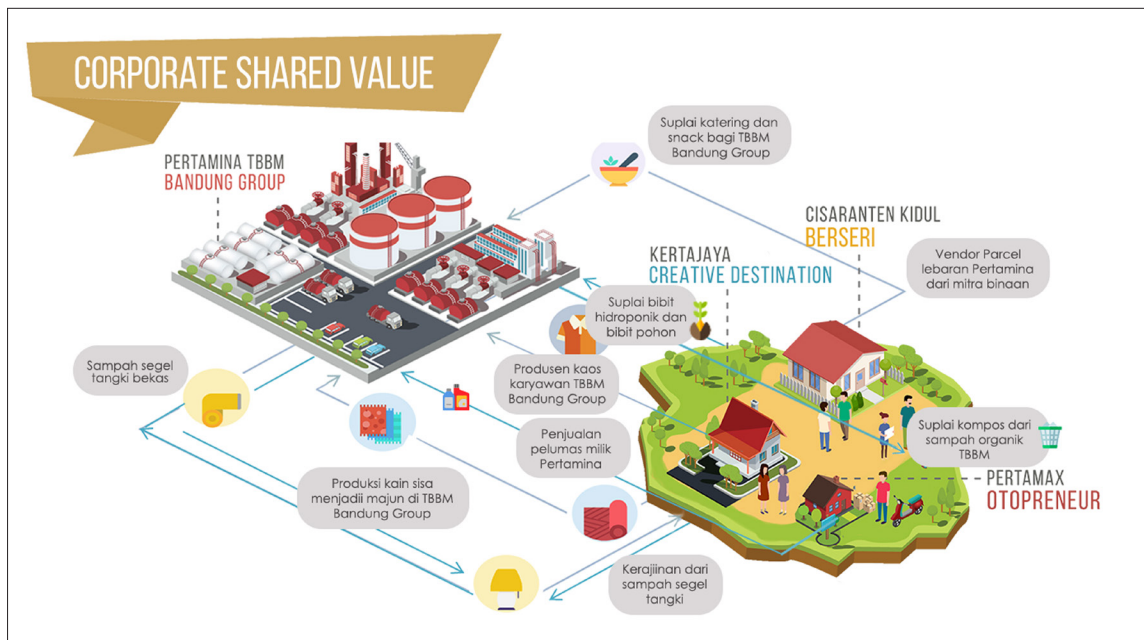 CORPORATE SHARED VALUE
Suplai katering dan
snack bagi TBBM
Bandung Group
PERTAMINA TBBM
BANDUNG GROUP
CISARANTEN KIDUL
BERSERI
KERTAJAYA
CREATIVE DESTINATION
Vendor Parcel
lebaran Pertamina
dari mitra binaan
Suplai bibit
hidroponik dan
bibit pohon
Sampah segel
tangki bekas
Produsen kaos
karyawan TBBM
Bandung Group
Suplai kompos dari
sampah organik
TBBM
Penjualan
pelumas milik
Pertamina
PERTAMAX
OTOPRENEUR
Produksi kain sisa
menjadii majun di TBBM
Bandung Group
Kerajiinan dari
sampah segel
tangki